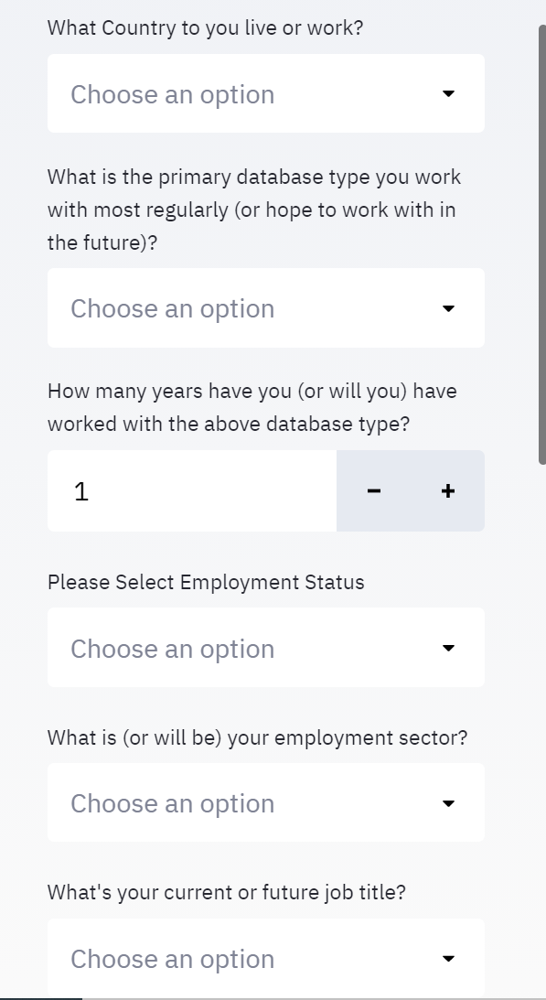 What Country to you live or work?
Choose an option
What is the primary database type you work
with most regularly (or hope to work with in
the future)?
Choose an option
How many years have you (or will you) have
worked with the above database type?
1
Please Select Employment Status
Choose an option
What is (or will be) your employment sector?
Choose an option
What's your current or future job title?
Choose an option